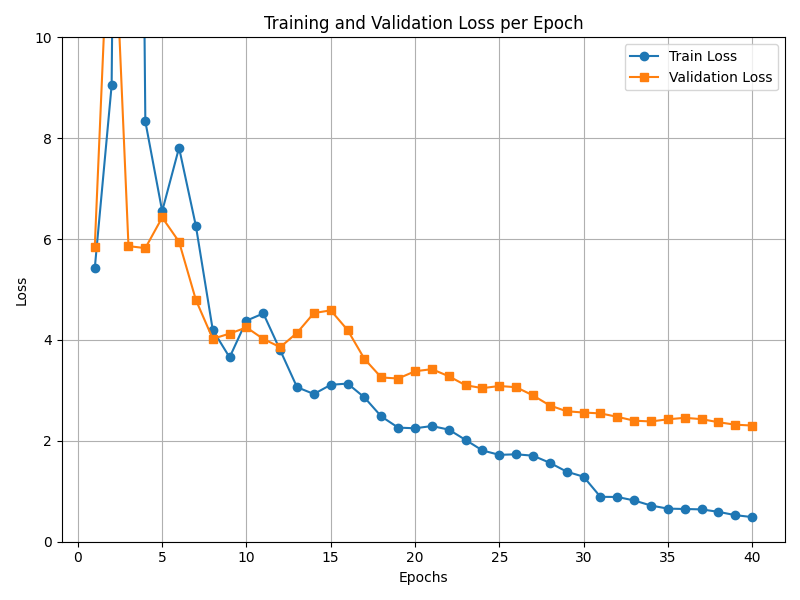 Training and Validation Loss per Epoch
Train Loss
Validation Loss
10
8
6
4
2
0
Loss
0 5 10 15 20 25 30 35 40
Epochs